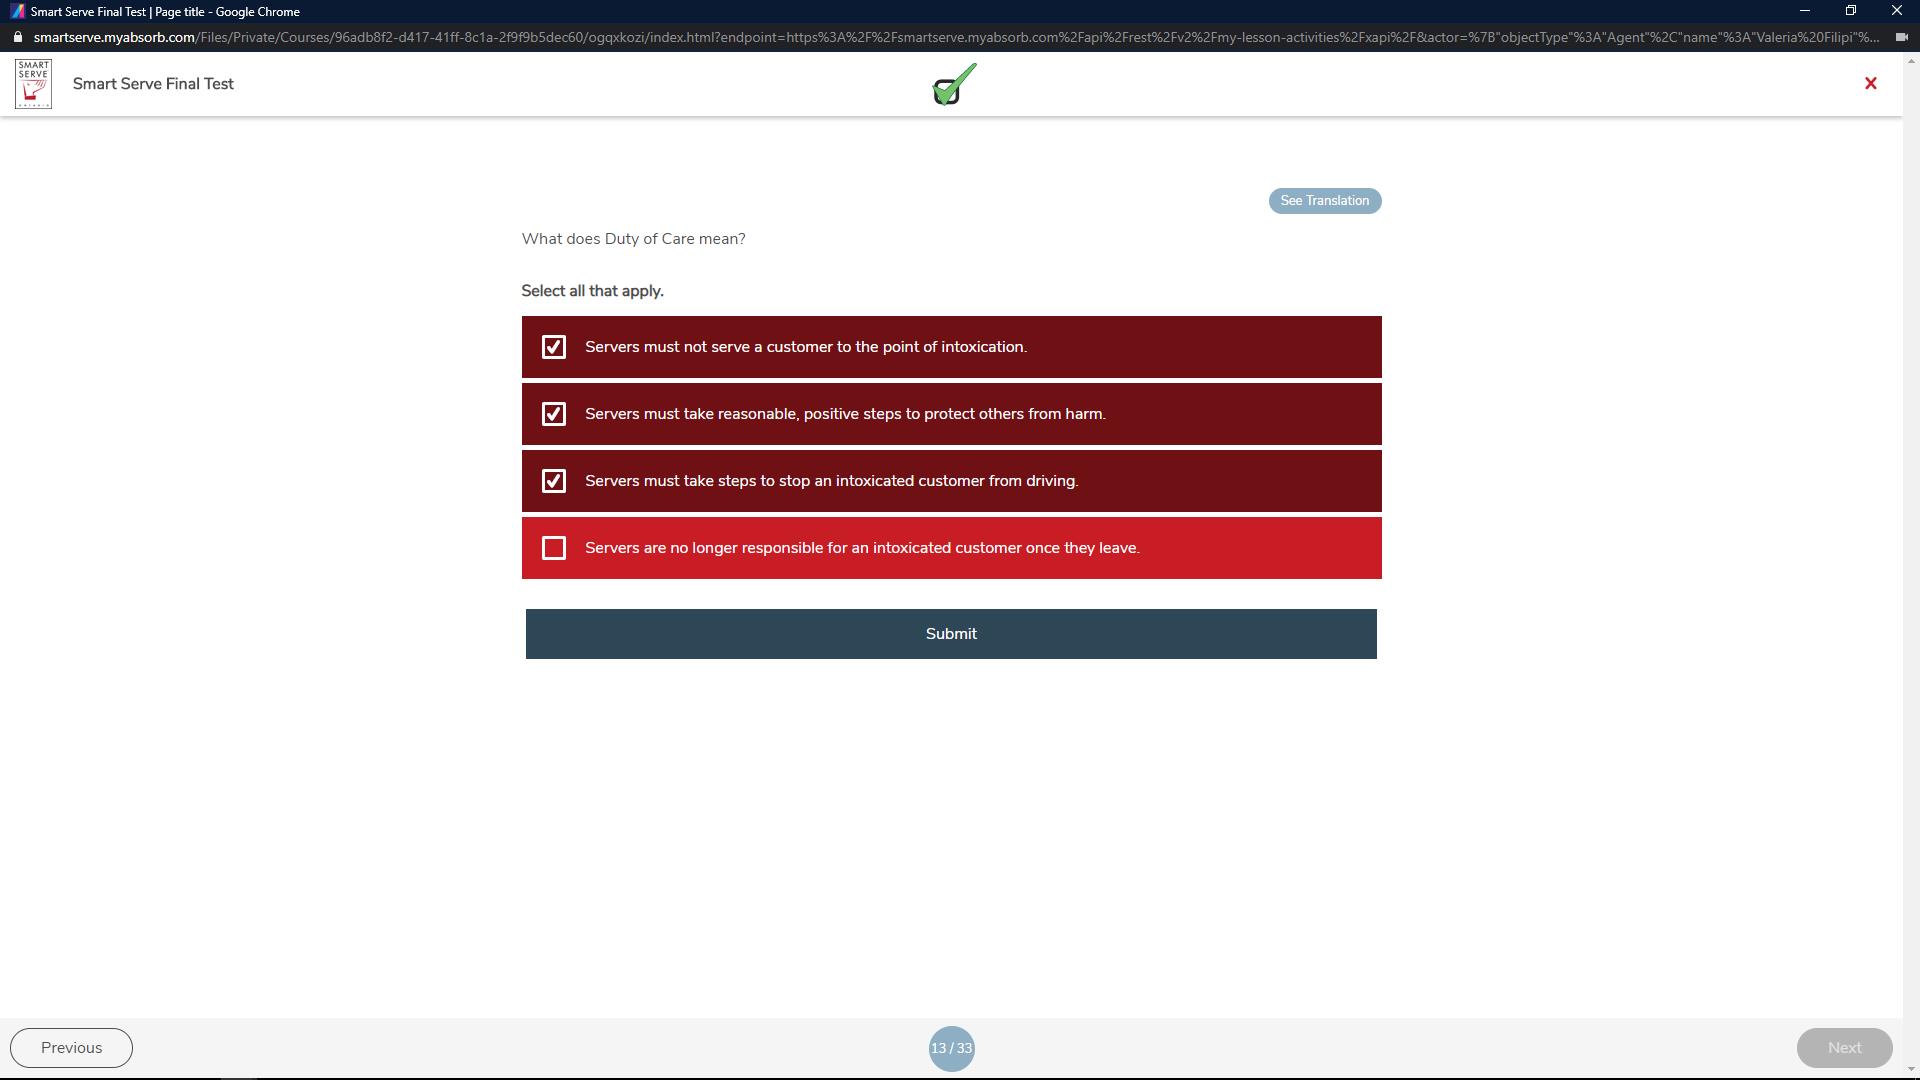 Smart Serve Final Test | Page title - Google Chrome
smartserve.myabsorb.com/Files/Private/Courses/96adb8f2-d417-41ff-8c1a-2f9f9b5dec60/ogqxkozi/index.html?endpoint=https%3A%2F%2Fsmartserve.myabsorb.com%2Fapi%2Frest%2Fv2%2Fmy-lesson-activities%2Fxapi%2F&actor=%7B"objectType"%3A"Agent"%2C"name"%3A"Valeria%20Filipi"%...
SMART
SERVE
ONTARIO
Smart Serve Final Test
See Translation
What does Duty of Care mean?
Select all that apply.
Servers must not serve a customer to the point of intoxication.
Servers must take reasonable, positive steps to protect others from harm.
Servers must take steps to stop an intoxicated customer from driving.
Servers are no longer responsible for an intoxicated customer once they leave.
Submit
Previous
13 / 33
Next